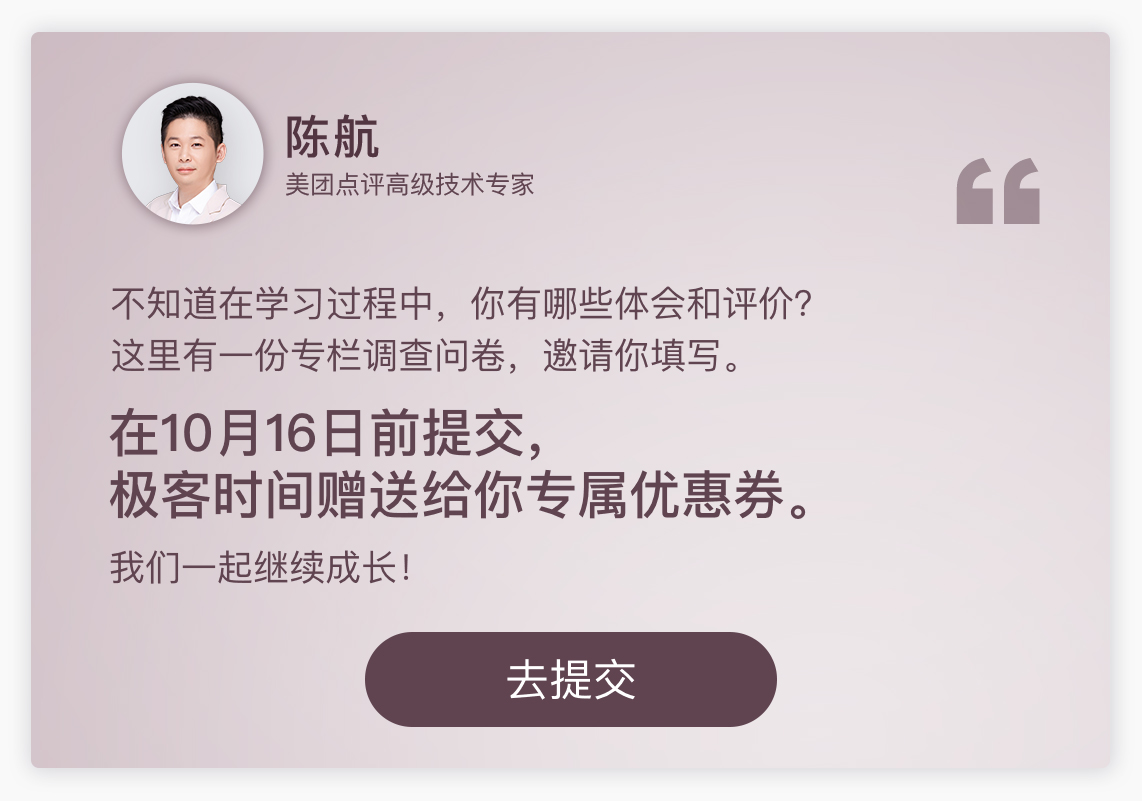 陈航
美团点评高级技术专家
不知道在学习过程中，你有哪些体会和评价？
这里有一份专栏调查问卷，邀请你填写。
在10月16日前提交，
极客时间赠送给你专属优惠券。
我们一起继续成长！
去提交